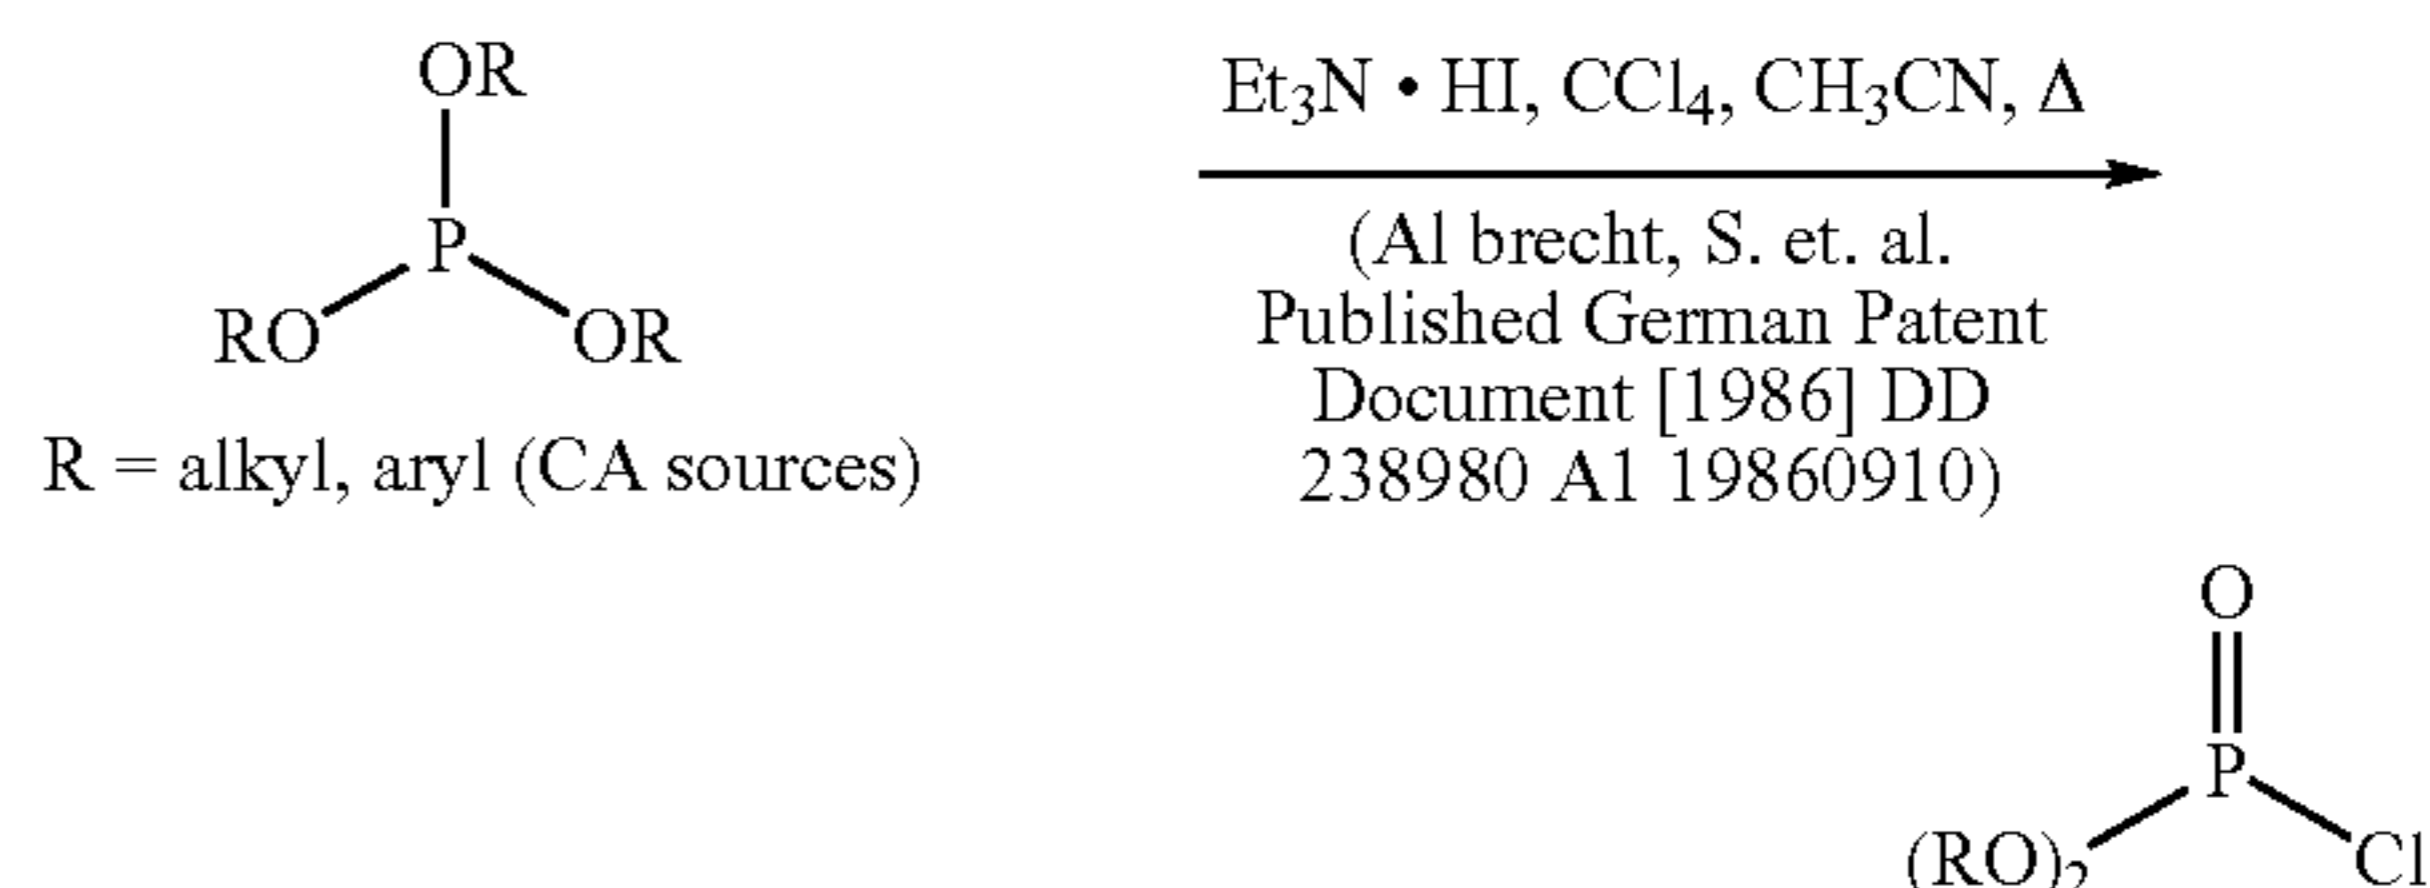 OR
P
RO OR
R = alkyl, aryl (CA sources)
Et3N • HI, CCl4, CH3CN, Δ
(Al brecht, S. et. al.
Published German Patent
Document [1986] DD
238980 A1 19860910)
O
P
(RO)2 Cl